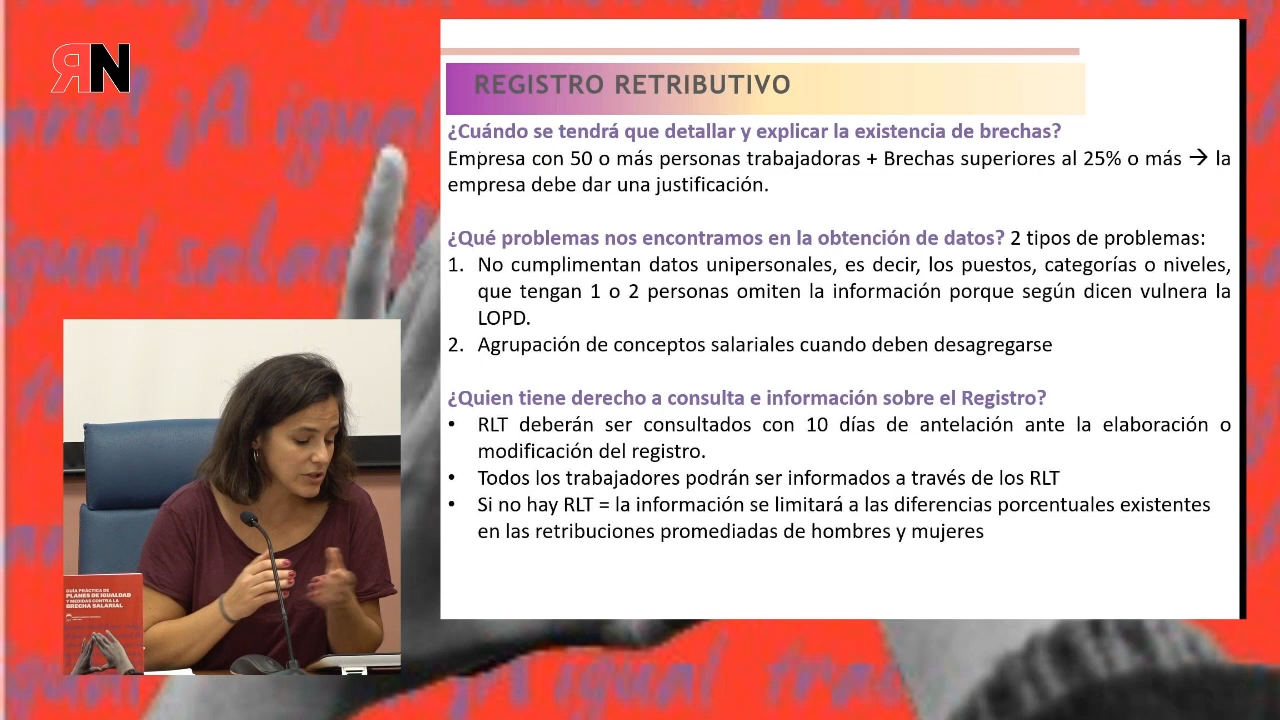 ЯN
REGISTRO RETRIBUTIVO
¿Cuándo se tendrá que detallar y explicar la existencia de brechas?
Empresa con 50 o más personas trabajadoras + Brechas superiores al 25% o más → la
empresa debe dar una justificación.
¿Qué problemas nos encontramos en la obtención de datos? 2 tipos de problemas:
1. No cumplimentan datos unipersonales, es decir, los puestos, categorías o niveles,
que tengan 1 o 2 personas omiten la información porque según dicen vulnera la
LOPD.
2. Agrupación de conceptos salariales cuando deben desagregarse
¿Quien tiene derecho a consulta e información sobre el Registro?
• RLT deberán ser consultados con 10 días de antelación ante la elaboración o
modificación del registro.
• Todos los trabajadores podrán ser informados a través de los RLT
• Si no hay RLT = la información se limitará a las diferencias porcentuales existentes
en las retribuciones promediadas de hombres y mujeres
GUÍA PRÁCTICA DE
PLANES DE IGUALDAD
Y MEDIDAS CONTRA LA
BRECHA SALARIAL
¡A igual
igual
¡A igual